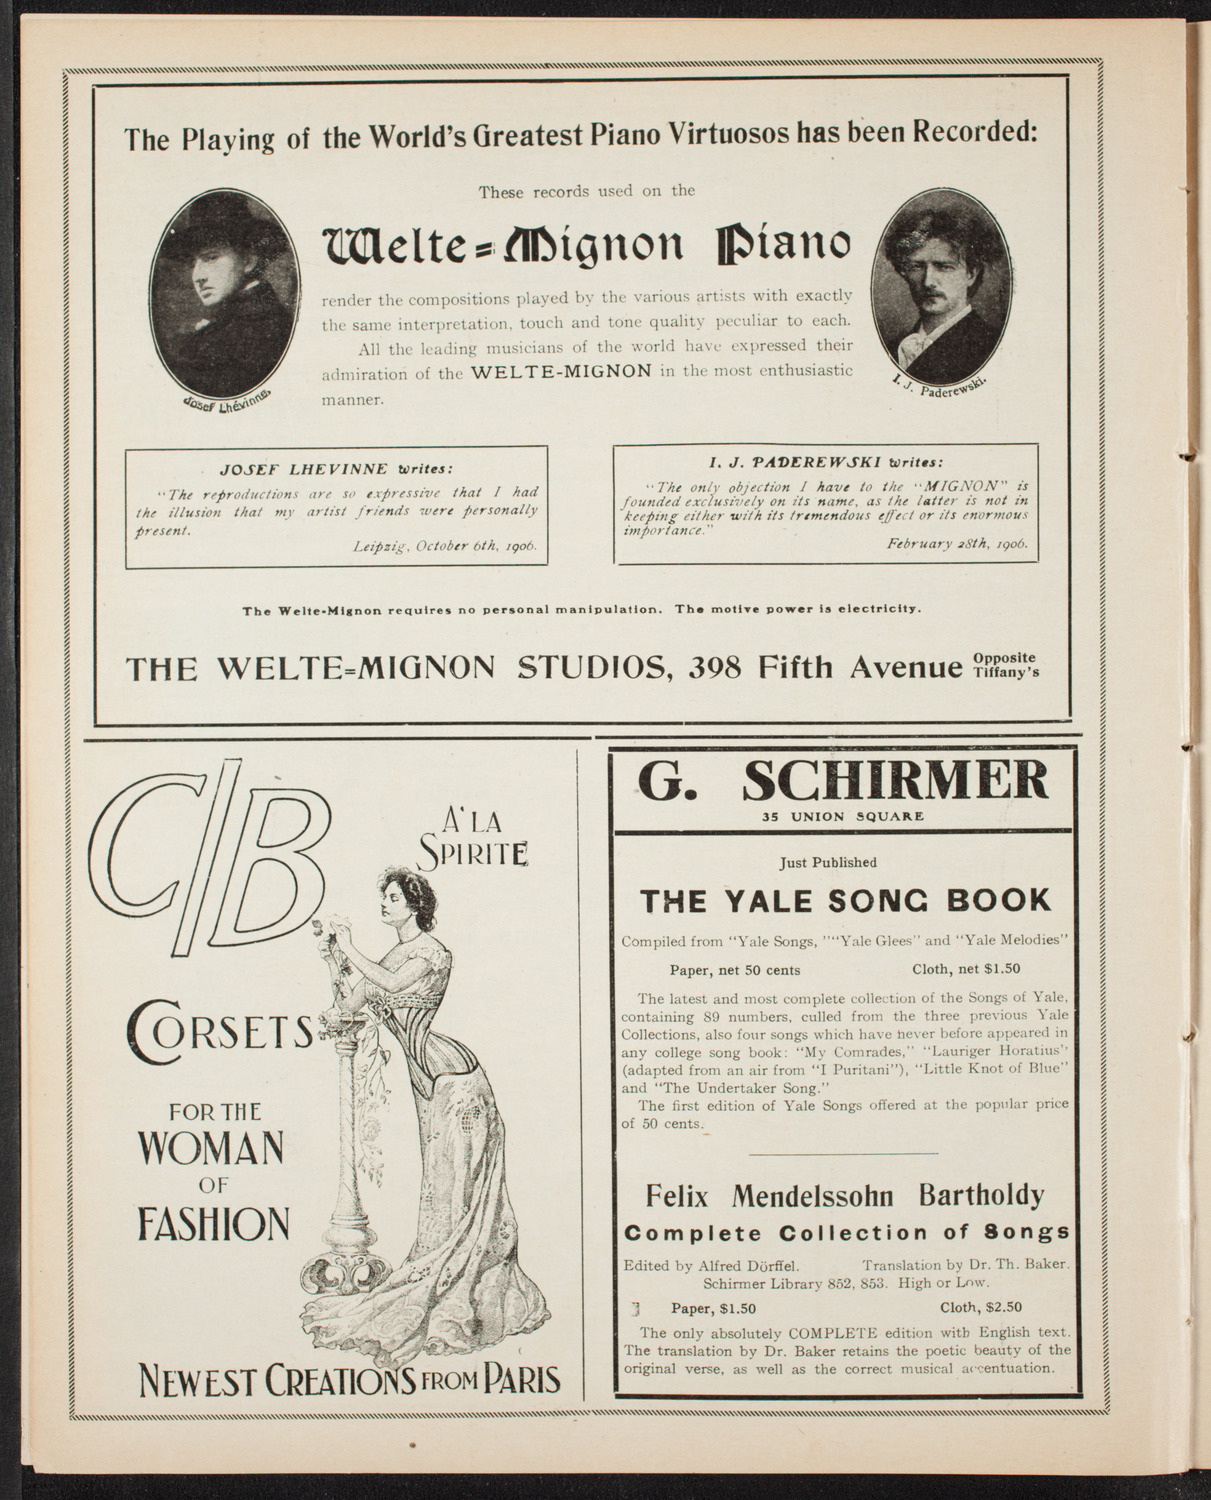 The Playing of the World's Greatest Piano Virtuosos has been Recorded:
These records used on the
Welte=Mignon Piano
render the compositions played by the various artists with exactly
the same interpretation, touch and tone quality peculiar to each.
All the leading musicians of the world have expressed their
admiration of the WELTE-MIGNON in the most enthusiastic
manner.
Josef Lhévinne.
I. J. Paderewski.
JOSEF LHEVINNE writes:
"The reproductions are so expressive that I had
the illusion that my artist friends were personally
present.
Leipzig, October 6th, 1906.
I. J. PADEREWSKI writes:
"The only objection I have to the "MIGNON" is
founded exclusively on its name, as the latter is not in
keeping either with its tremendous effect or its enormous
importance."
February 28th, 1906.
The Welte-Mignon requires no personal manipulation. The motive power is electricity.
THE WELTE=MIGNON STUDIOS, 398 Fifth Avenue Opposite
Tiffany's
C/B
A'LA
SPIRITE
CORSETS
FOR THE
WOMAN
OF
FASHION
NEWEST CREATIONS FROM PARIS
G. SCHIRMER
35 UNION SQUARE
Just Published
THE YALE SONG BOOK
Compiled from "Yale Songs, ""Yale Glees" and "Yale Melodies"
Paper, net 50 cents Cloth, net $1.50
The latest and most complete collection of the Songs of Yale,
containing 89 numbers, culled from the three previous Yale
Collections, also four songs which have never before appeared in
any college song book: "My Comrades," "Lauriger Horatius"
(adapted from an air from "I Puritani"), "Little Knot of Blue"
and "The Undertaker Song."
The first edition of Yale Songs offered at the popular price
of 50 cents.
Felix Mendelssohn Bartholdy
Complete Collection of Songs
Edited by Alfred Dörffel. Translation by Dr. Th. Baker.
Schirmer Library 852, 853. High or Low.
Paper, $1.50 Cloth, $2.50
The only absolutely COMPLETE edition with English text.
The translation by Dr. Baker retains the poetic beauty of the
original verse, as well as the correct musical accentuation.